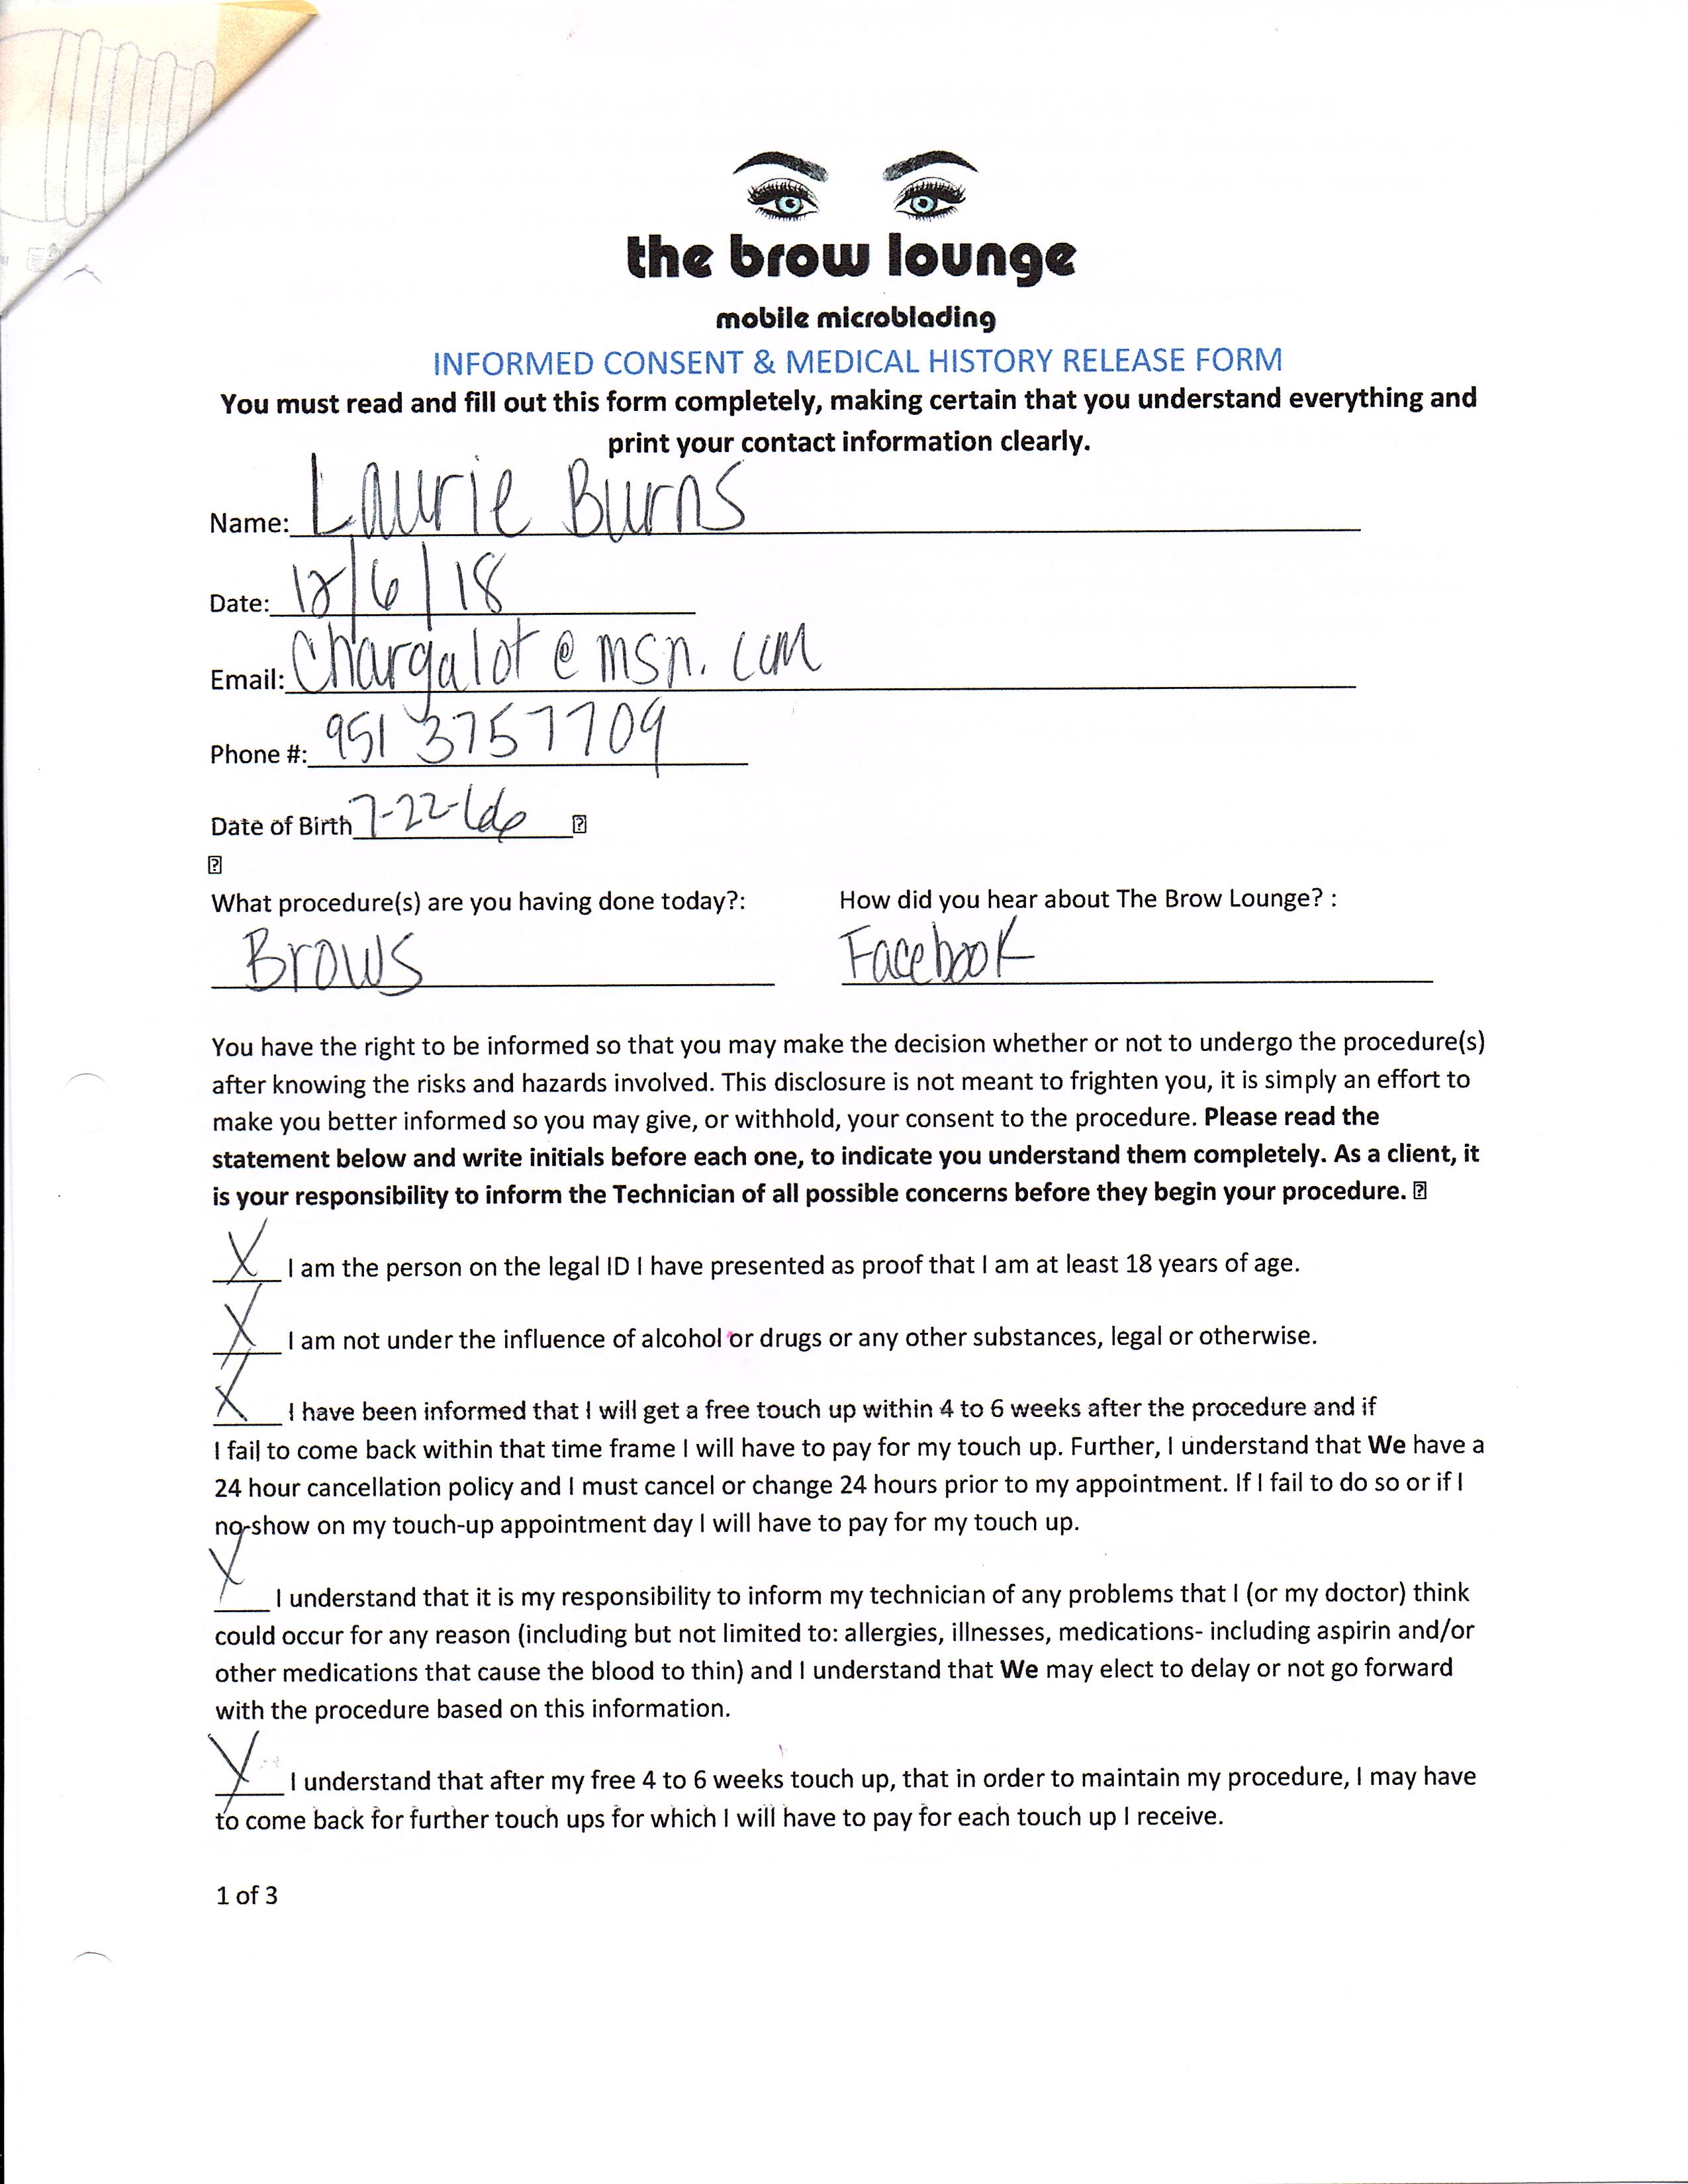 the brow lounge
mobile microblading
INFORMED CONSENT & MEDICAL HISTORY RELEASE FORM
You must read and fill out this form completely, making certain that you understand everything and
print your contact information clearly.
Name: Laurie Burns
Date: 12/6/18
Email: Chargalot@msn.com
Phone #: 951 3757709
Date of Birth 7-22-66
What procedure(s) are you having done today?: How did you hear about The Brow Lounge? :
Brows Facebook
You have the right to be informed so that you may make the decision whether or not to undergo the procedure(s)
after knowing the risks and hazards involved. This disclosure is not meant to frighten you, it is simply an effort to
make you better informed so you may give, or withhold, your consent to the procedure. Please read the
statement below and write initials before each one, to indicate you understand them completely. As a client, it
is your responsibility to inform the Technician of all possible concerns before they begin your procedure.
X I am the person on the legal ID I have presented as proof that I am at least 18 years of age.
X I am not under the influence of alcohol or drugs or any other substances, legal or otherwise.
X I have been informed that I will get a free touch up within 4 to 6 weeks after the procedure and if
I fail to come back within that time frame I will have to pay for my touch up. Further, I understand that We have a
24 hour cancellation policy and I must cancel or change 24 hours prior to my appointment. If I fail to do so or if I
no-show on my touch-up appointment day I will have to pay for my touch up.
X I understand that it is my responsibility to inform my technician of any problems that I (or my doctor) think
could occur for any reason (including but not limited to: allergies, illnesses, medications- including aspirin and/or
other medications that cause the blood to thin) and I understand that We may elect to delay or not go forward
with the procedure based on this information.
X I understand that after my free 4 to 6 weeks touch up, that in order to maintain my procedure, I may have
to come back for further touch ups for which I will have to pay for each touch up I receive.
1 of 3